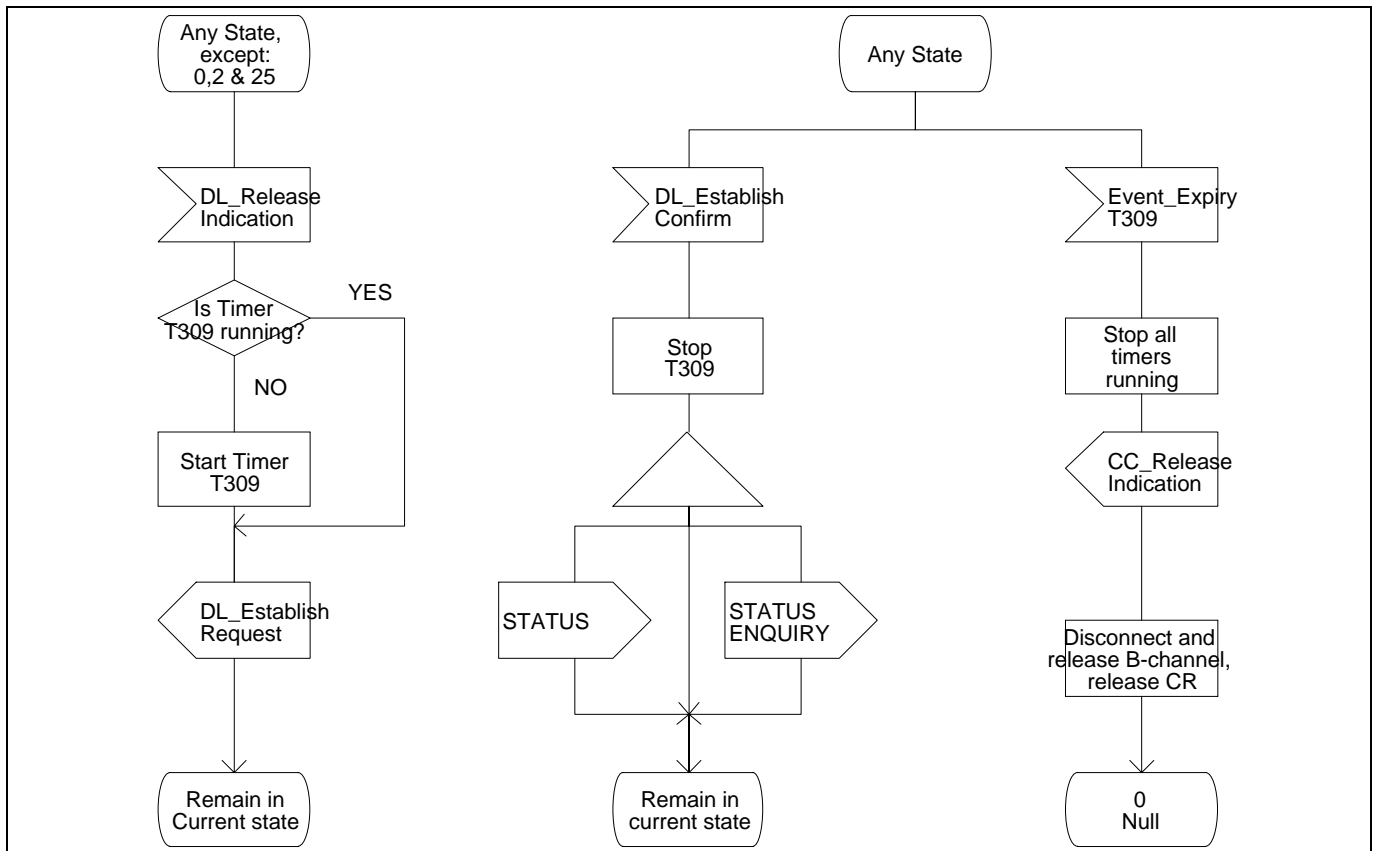 Any State,
except:
0,2 & 25
DL_Release
Indication
Is Timer
T309 running?
YES
NO
Start Timer
T309
DL_Establish
Request
Remain in
Current state
Any State
DL_Establish
Confirm
Stop
T309
STATUS
STATUS
ENQUIRY
Remain in
current state
Event_Expiry
T309
Stop all
timers
running
CC_Release
Indication
Disconnect and
release B-channel,
release CR
0
Null